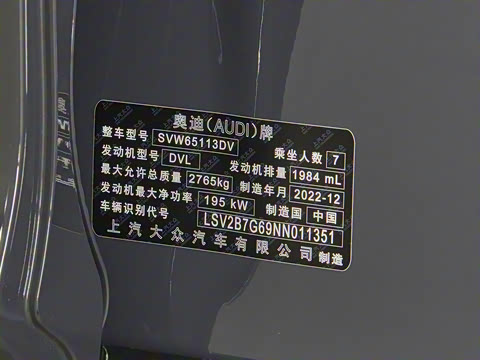 奥迪(AUDI)牌
整车型号 SVW65113DV 乘坐人数 7
发动机型号 DVL 发动机排量 1984 mL
最大允许总质量 2765kg 制造年月 2022-12
发动机最大净功率 195 kW 制造国 中国
车辆识别代号 LSV2B7G69NN011351
上汽大众汽车有限公司 制造